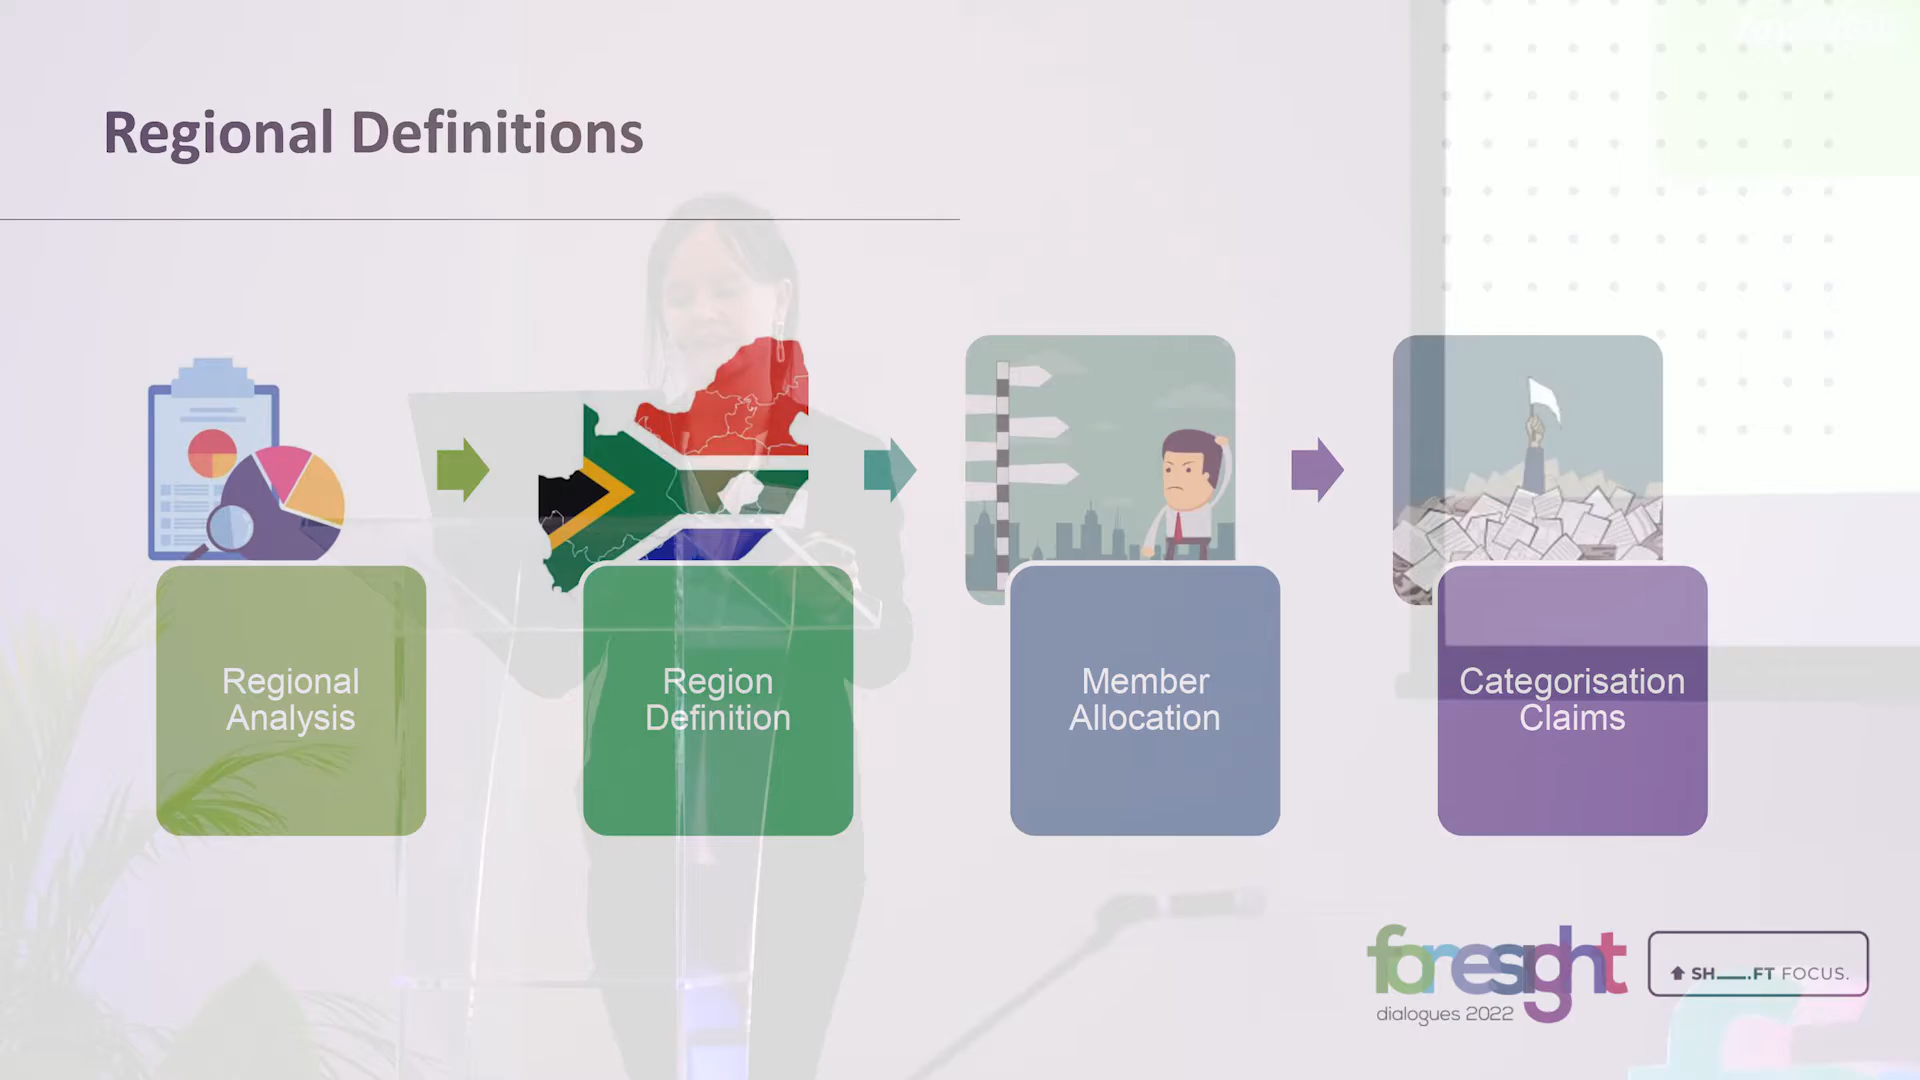 Regional Definitions
Regional
Analysis
Region
Definition
Member
Allocation
Categorisation
Claims
foresight
dialogues 2022
SH__.FT FOCUS.